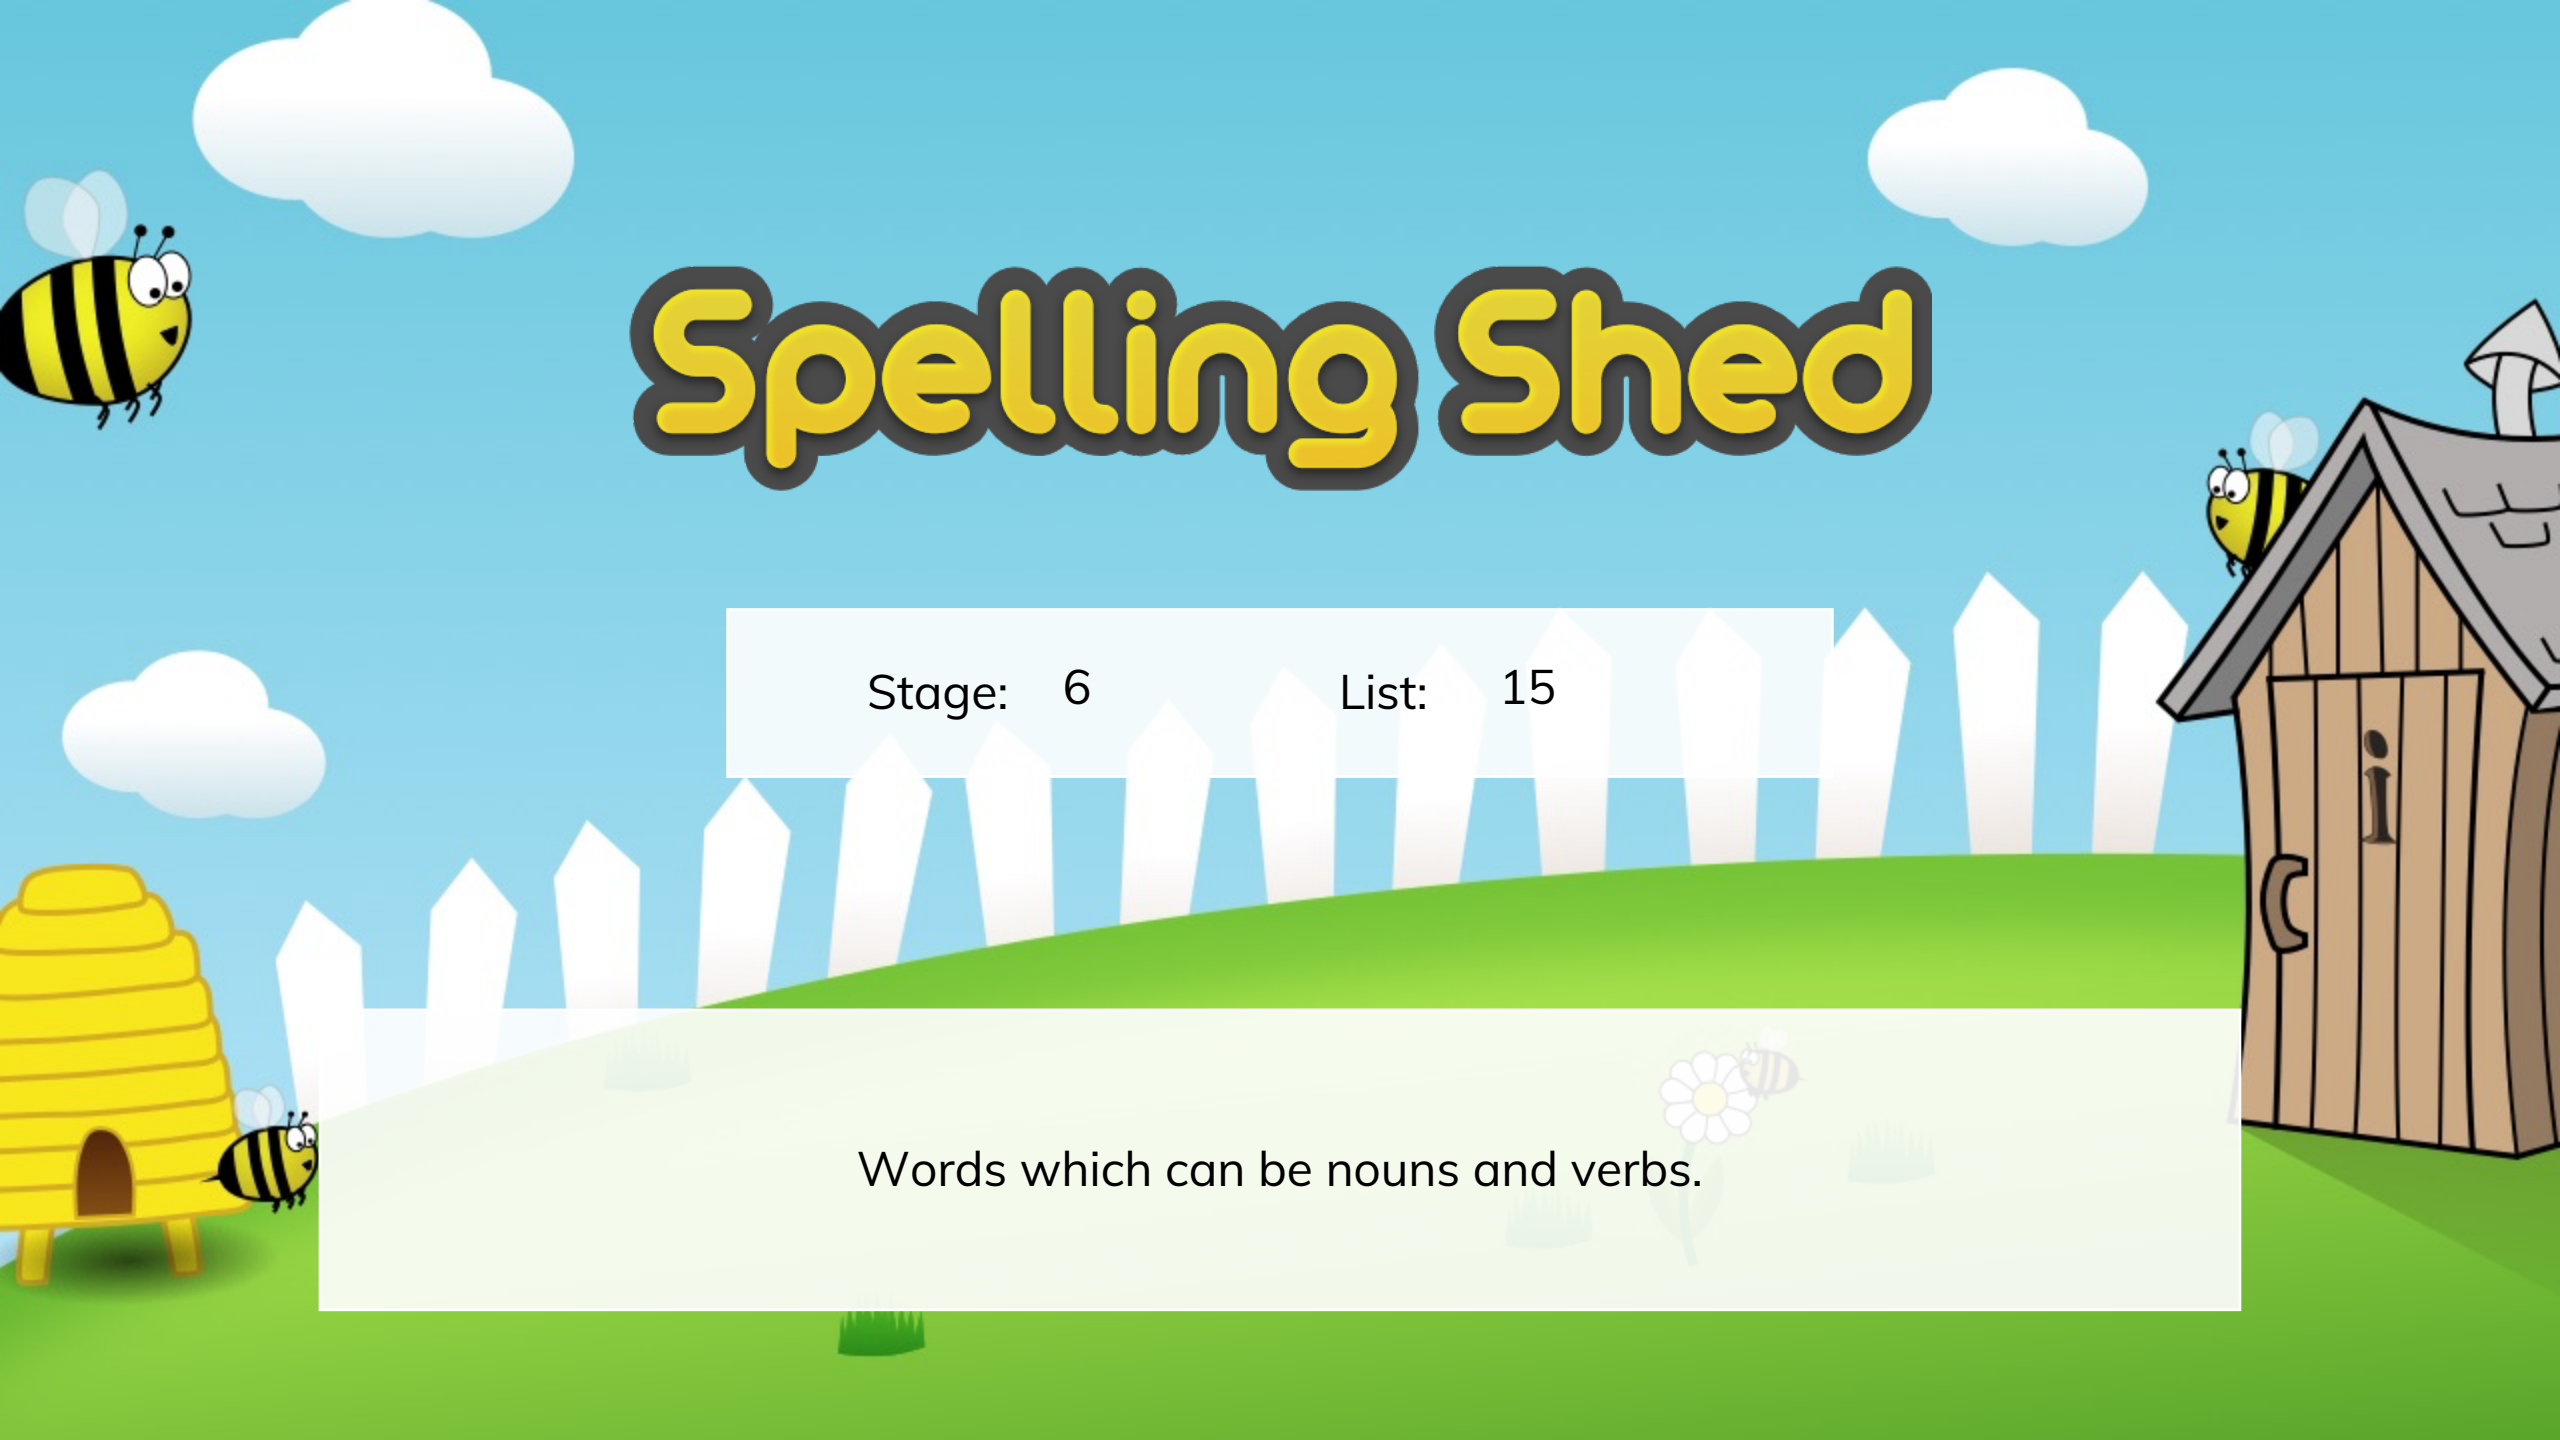 Spelling Shed
Stage: 6 List: 15
i
Words which can be nouns and verbs.